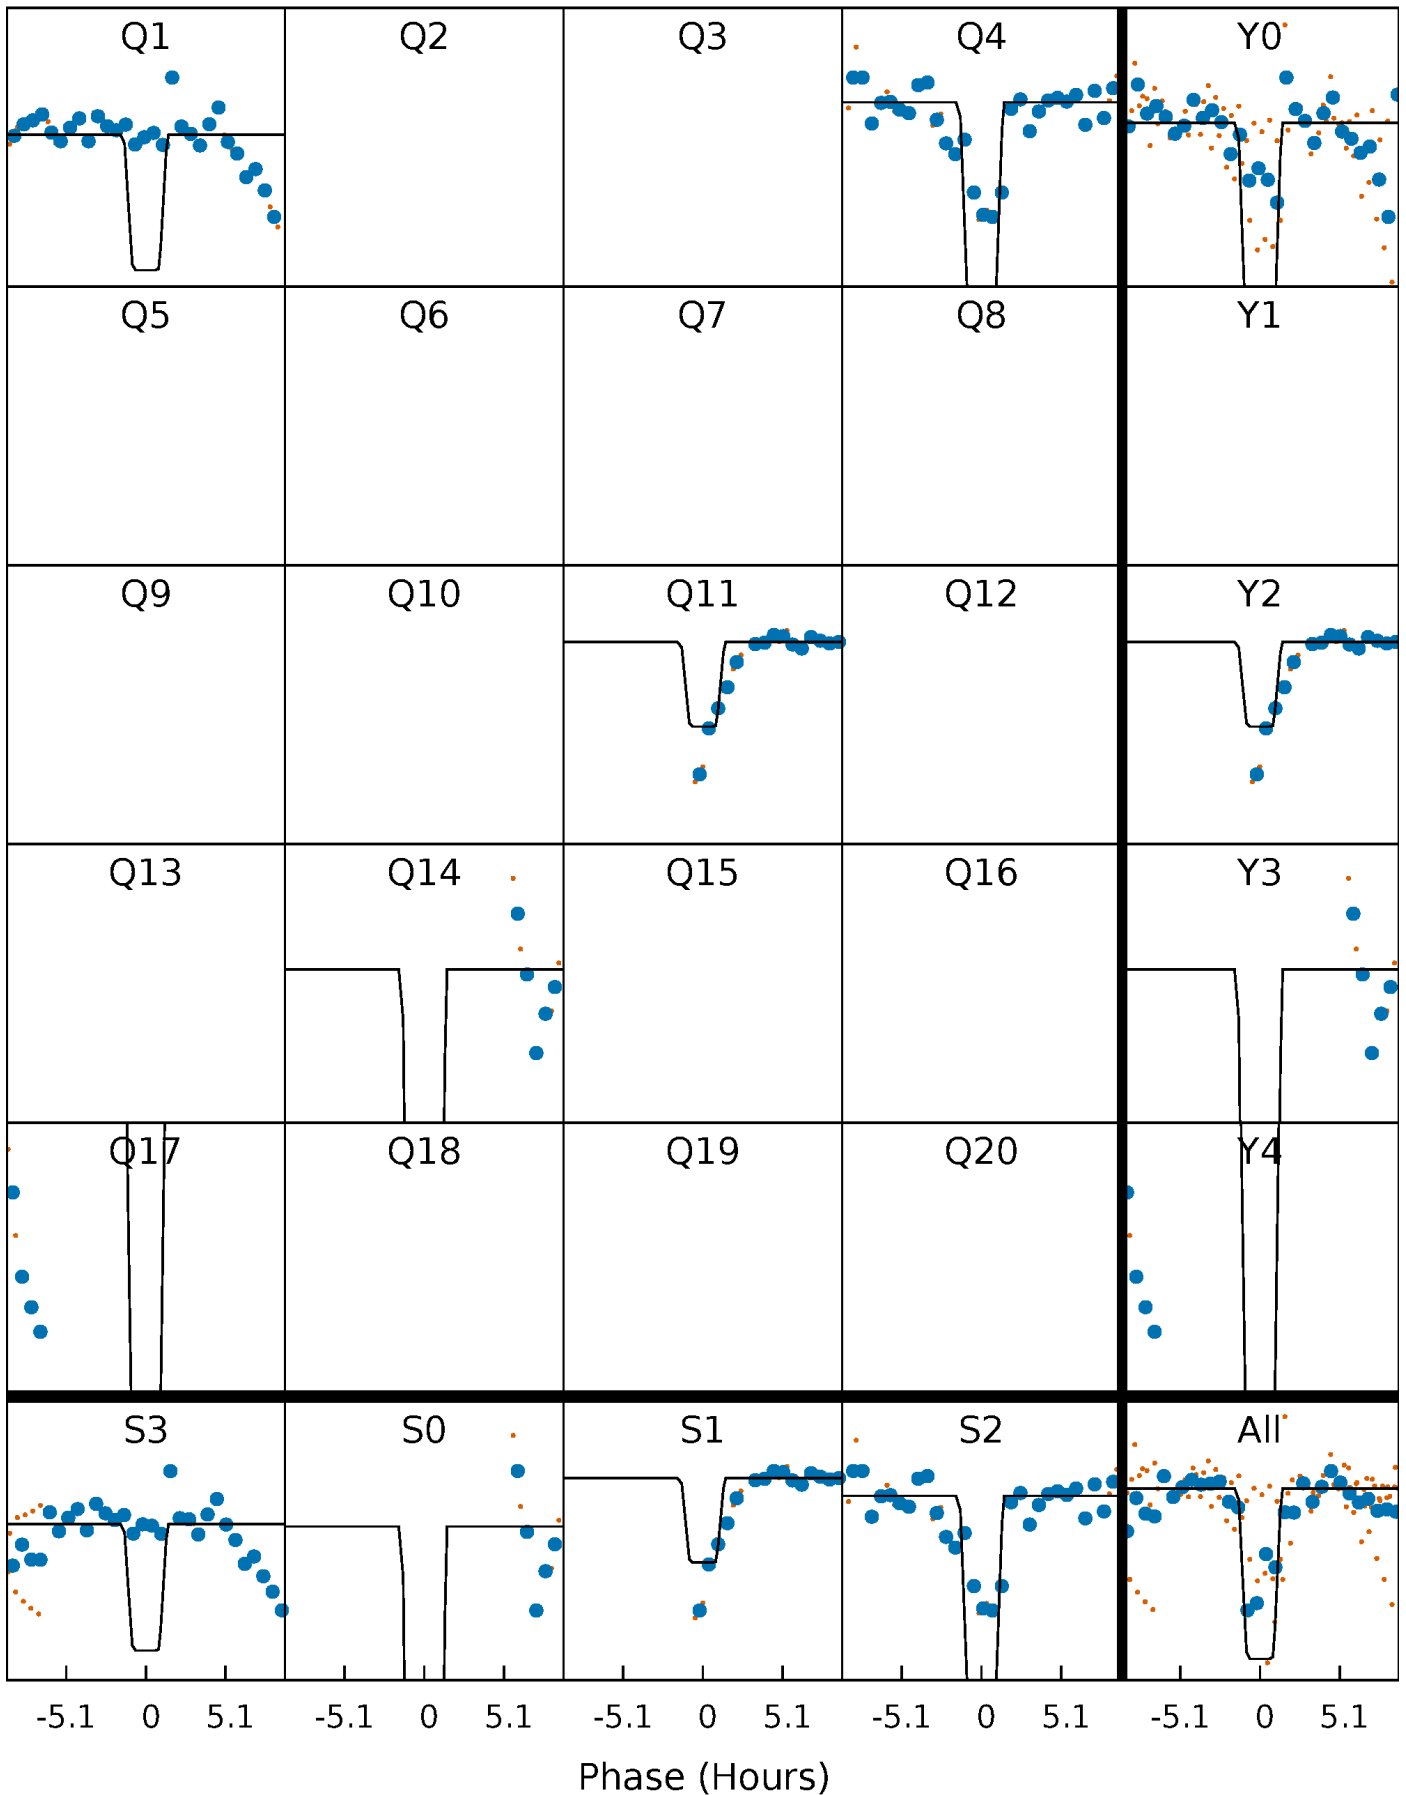 Q1 Q2 Q3 Q4 Y0
Q5 Q6 Q7 Q8 Y1
Q9 Q10 Q11 Q12 Y2
Q13 Q14 Q15 Q16 Y3
Q17 Q18 Q19 Q20 Y4
S3 S0 S1 S2 All
-5.1 0 5.1 -5.1 0 5.1 -5.1 0 5.1 -5.1 0 5.1 -5.1 0 5.1
Phase (Hours)